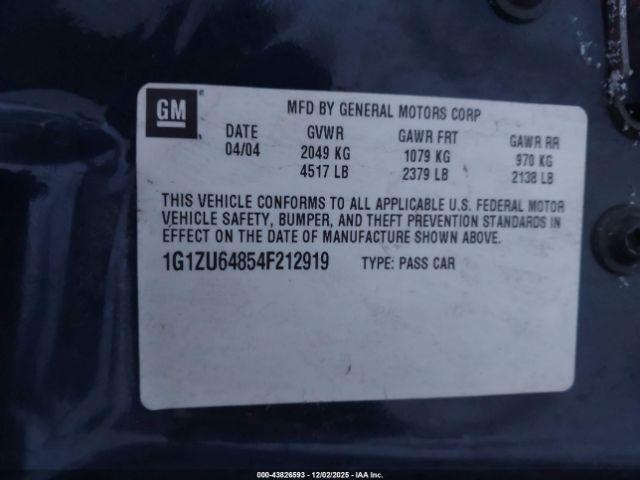 GM
MFD BY GENERAL MOTORS CORP
DATE GVWR GAWR FRT GAWR RR
04/04 2049 KG 1079 KG 970 KG
4517 LB 2379 LB 2138 LB
THIS VEHICLE CONFORMS TO ALL APPLICABLE U.S. FEDERAL MOTOR
VEHICLE SAFETY, BUMPER, AND THEFT PREVENTION STANDARDS IN
EFFECT ON THE DATE OF MANUFACTURE SHOWN ABOVE.
1G1ZU64854F212919 TYPE: PASS CAR
000-43826593 - 12/02/2025 - IAA Inc.